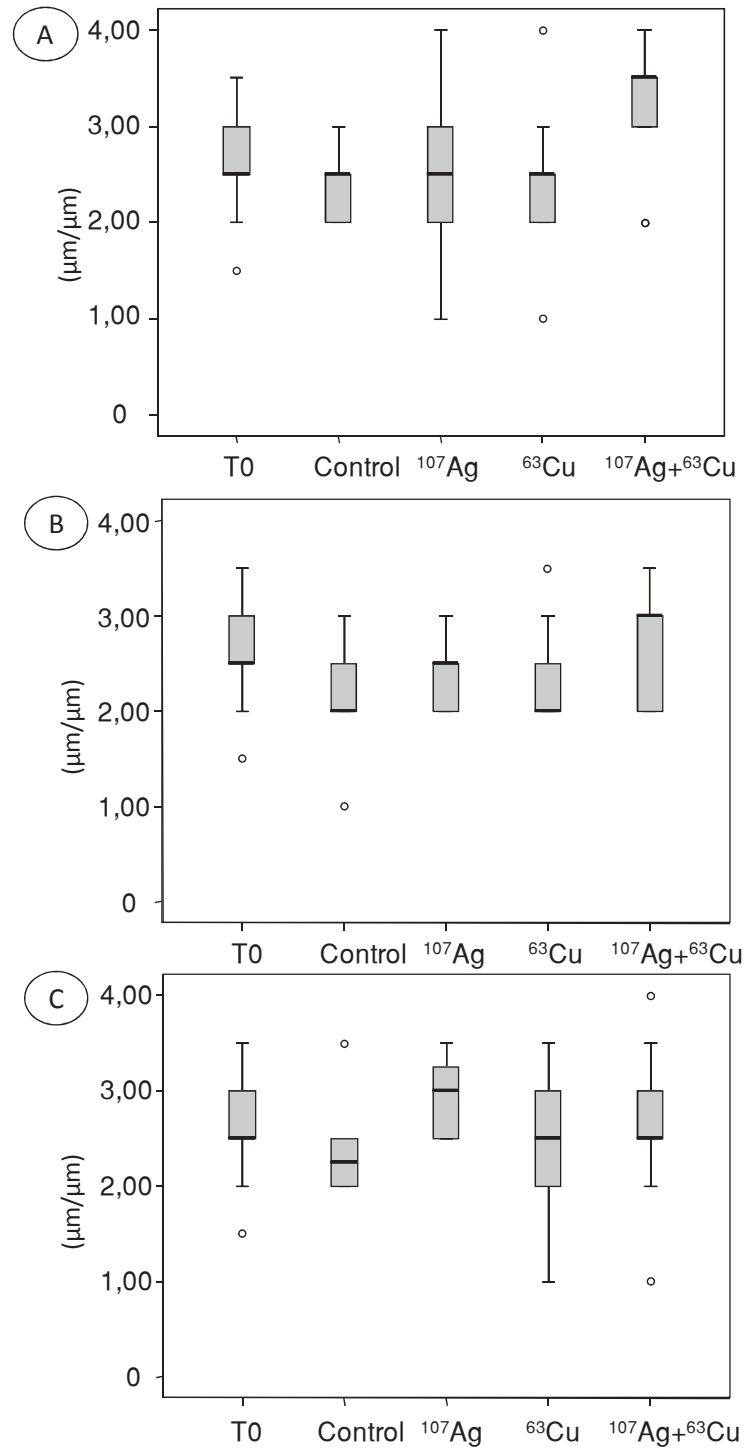 A
4,00
3,00
2,00
1,00
0
(µm/µm)
T0 Control ¹⁰⁷Ag ⁶³Cu ¹⁰⁷Ag+⁶³Cu
B
4,00
3,00
2,00
1,00
0
(µm/µm)
T0 Control ¹⁰⁷Ag ⁶³Cu ¹⁰⁷Ag+⁶³Cu
C
4,00
3,00
2,00
1,00
0
(µm/µm)
T0 Control ¹⁰⁷Ag ⁶³Cu ¹⁰⁷Ag+⁶³Cu